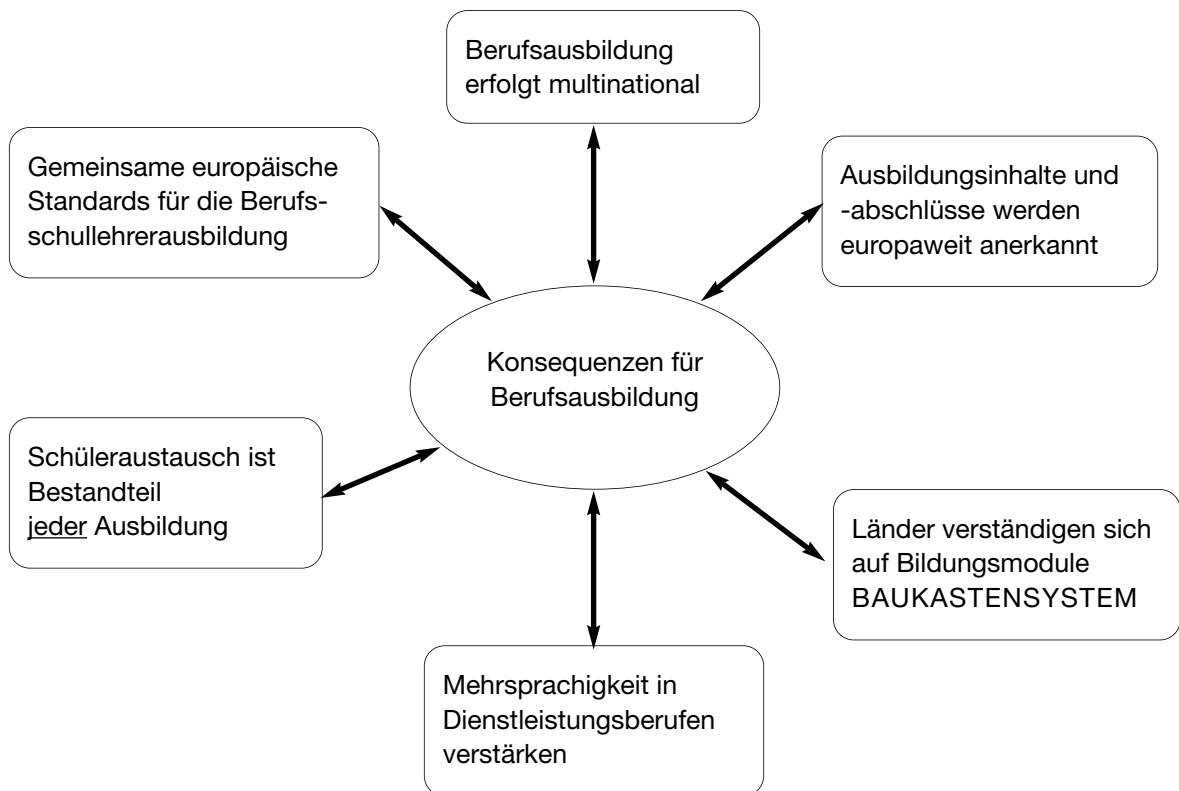 Berufsausbildung
erfolgt multinational
Gemeinsame europäische
Standards für die Berufs-
schullehrerausbildung
Ausbildungsinhalte und
-abschlüsse werden
europaweit anerkannt
Konsequenzen für
Berufsausbildung
Schüleraustausch ist
Bestandteil
jeder Ausbildung
Länder verständigen sich
auf Bildungsmodule
BAUKASTENSYSTEM
Mehrsprachigkeit in
Dienstleistungsberufen
verstärken